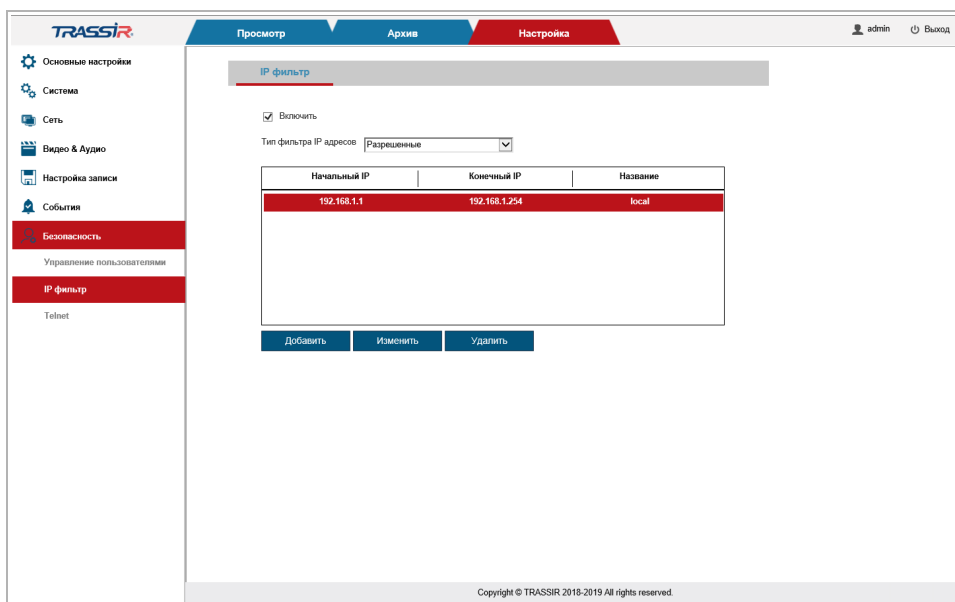 TRASSIR
Просмотр
Архив
Настройка
admin
Выход
Основные настройки
Система
Сеть
Видео & Аудио
Настройка записи
События
Безопасность
Управление пользователями
IP фильтр
Telnet
IP фильтр
Включить
Тип фильтра IP адресов Разрешенные
Начальный IP Конечный IP Название
192.168.1.1 192.168.1.254 local
Добавить Изменить Удалить
Copyright © TRASSIR 2018-2019 All rights reserved.